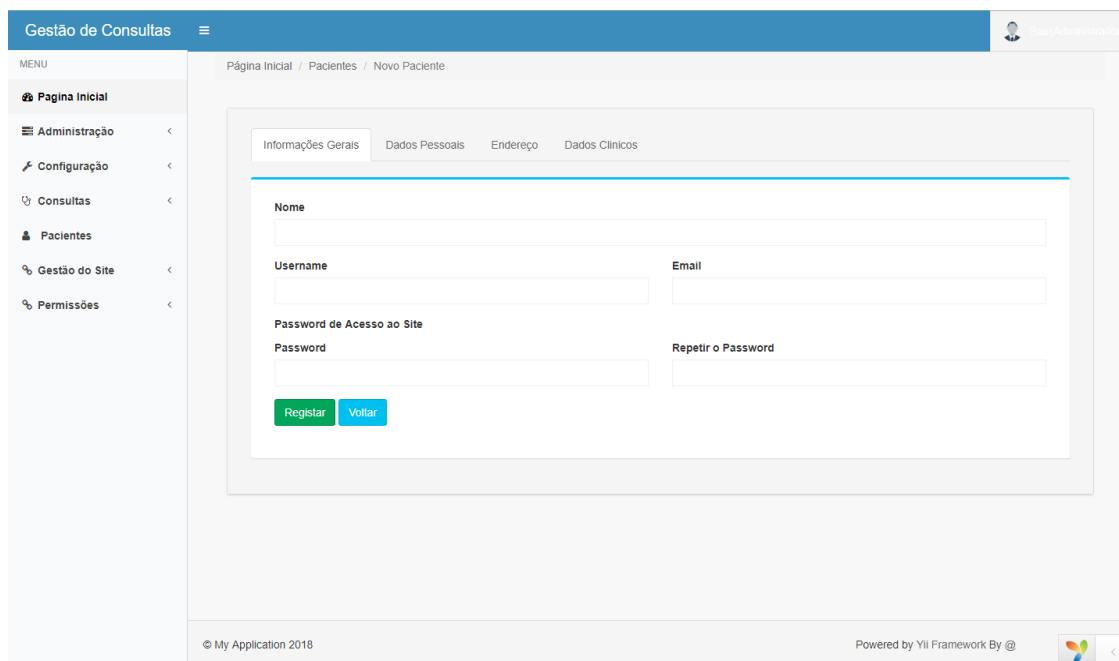 Gestão de Consultas
MENU
Pagina Inicial
Administração
Configuração
Consultas
Pacientes
Gestão do Site
Permissões
Página Inicial / Pacientes / Novo Paciente
Informações Gerais Dados Pessoais Endereço Dados Clinicos
Nome
Username Email
Password de Acesso ao Site
Password Repetir o Password
Registar Voltar
© My Application 2018 Powered by Yii Framework By @